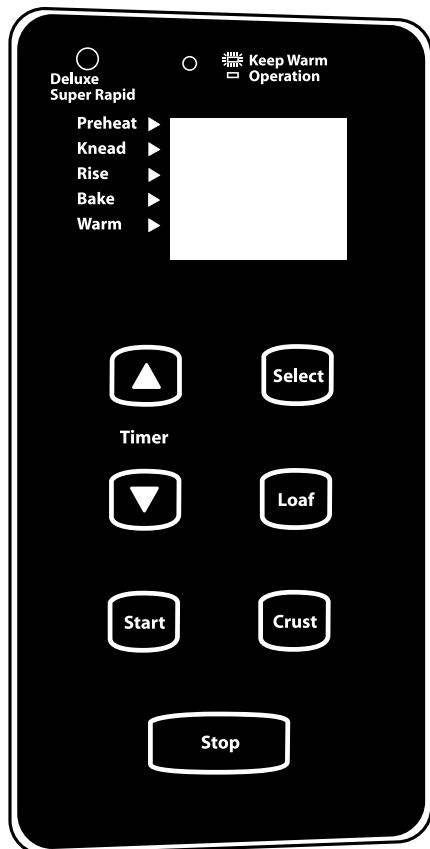 Keep Warm
Operation
Deluxe
Super Rapid
Preheat
Knead
Rise
Bake
Warm
Select
Timer
Loaf
Start
Crust
Stop